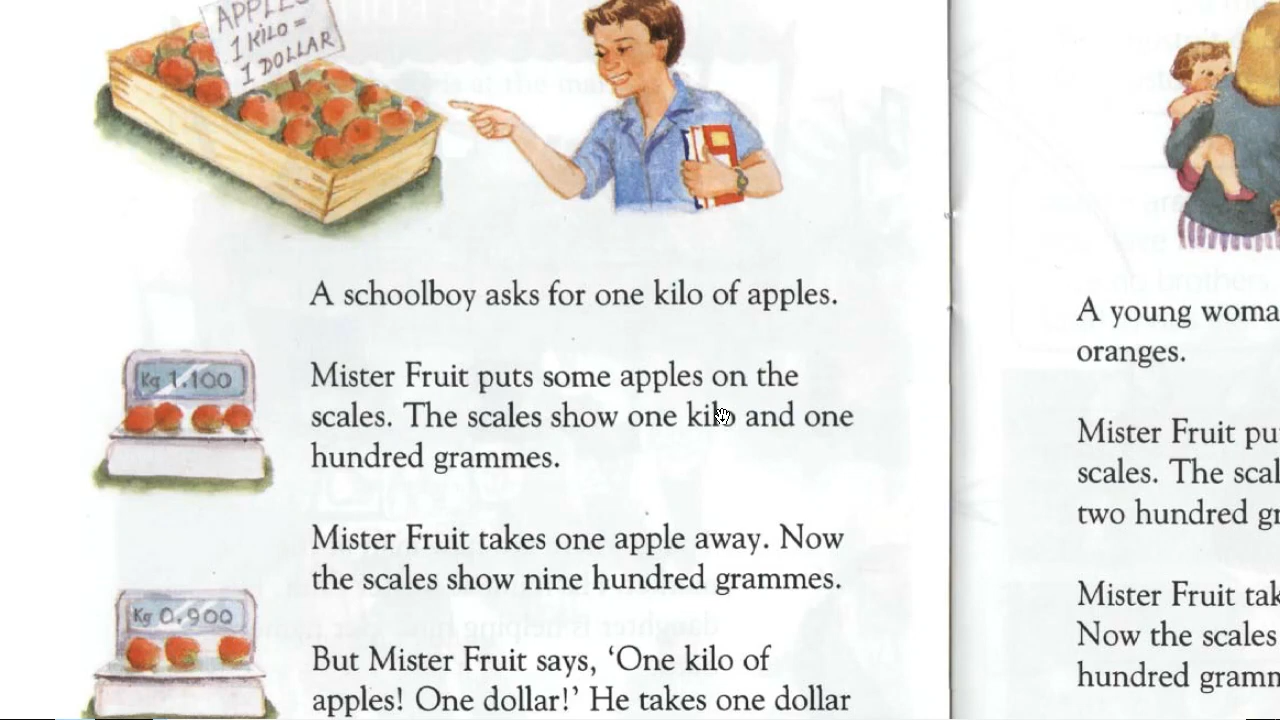 APPLES
1 KILO =
1 DOLLAR
A schoolboy asks for one kilo of apples.
Kg 1.100
Mister Fruit puts some apples on the
scales. The scales show one kilo and one
hundred grammes.
Mister Fruit takes one apple away. Now
the scales show nine hundred grammes.
Kg 0.900
But Mister Fruit says, ‘One kilo of
apples! One dollar!’ He takes one dollar
A young woma
oranges.
Mister Fruit pu
scales. The scal
two hundred gr
Mister Fruit tak
Now the scales
hundred gramm